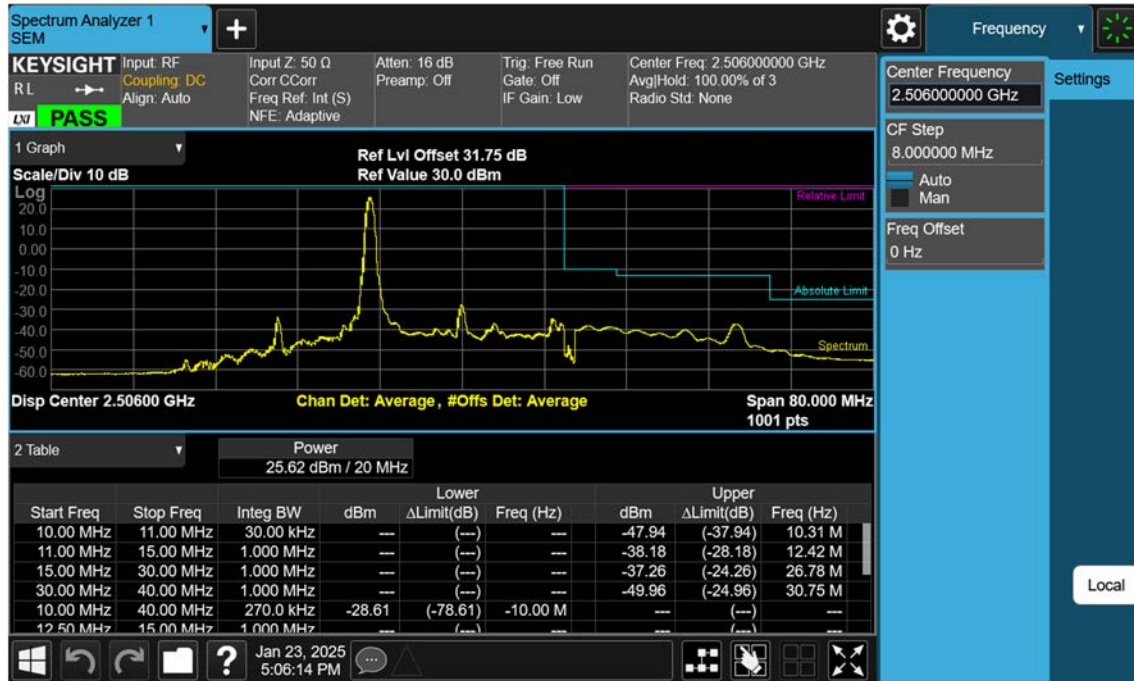 Spectrum Analyzer 1
SEM
Frequency
KEYSIGHT
RL
LXI PASS
Input: RF
Coupling: DC
Align: Auto
Input Z: 50 Ω
Corr CCorr
Freq Ref: Int (S)
NFE: Adaptive
Atten: 16 dB
Preamp: Off
Trig: Free Run
Gate: Off
IF Gain: Low
Center Freq: 2.506000000 GHz
Avg|Hold: 100.00% of 3
Radio Std: None
Center Frequency
2.506000000 GHz
Settings
CF Step
8.000000 MHz
Auto
Man
Freq Offset
0 Hz
1 Graph
Scale/Div 10 dB
Ref Lvl Offset 31.75 dB
Ref Value 30.0 dBm
Log
20.0
10.0
0.00
-10.0
-20.0
-30.0
-40.0
-50.0
-60.0
Relative Limit
Absolute Limit
Spectrum
Disp Center 2.50600 GHz
Chan Det: Average, #Offs Det: Average
Span 80.000 MHz
1001 pts
2 Table
Power
25.62 dBm / 20 MHz
Lower Upper
Start Freq Stop Freq Integ BW dBm ΔLimit(dB) Freq (Hz) dBm ΔLimit(dB) Freq (Hz)
10.00 MHz 11.00 MHz 30.00 kHz --- (---) --- -47.94 (-37.94) 10.31 M
11.00 MHz 15.00 MHz 1.000 MHz --- (---) --- -38.18 (-28.18) 12.42 M
15.00 MHz 30.00 MHz 1.000 MHz --- (---) --- -37.26 (-24.26) 26.78 M
30.00 MHz 40.00 MHz 1.000 MHz --- (---) --- -49.96 (-24.96) 30.75 M
10.00 MHz 40.00 MHz 270.0 kHz -28.61 (-78.61) -10.00 M --- (---) ---
12.50 MHz 15.00 MHz 1.000 MHz --- (---) --- --- (---) ---
Local
?
Jan 23, 2025
5:06:14 PM